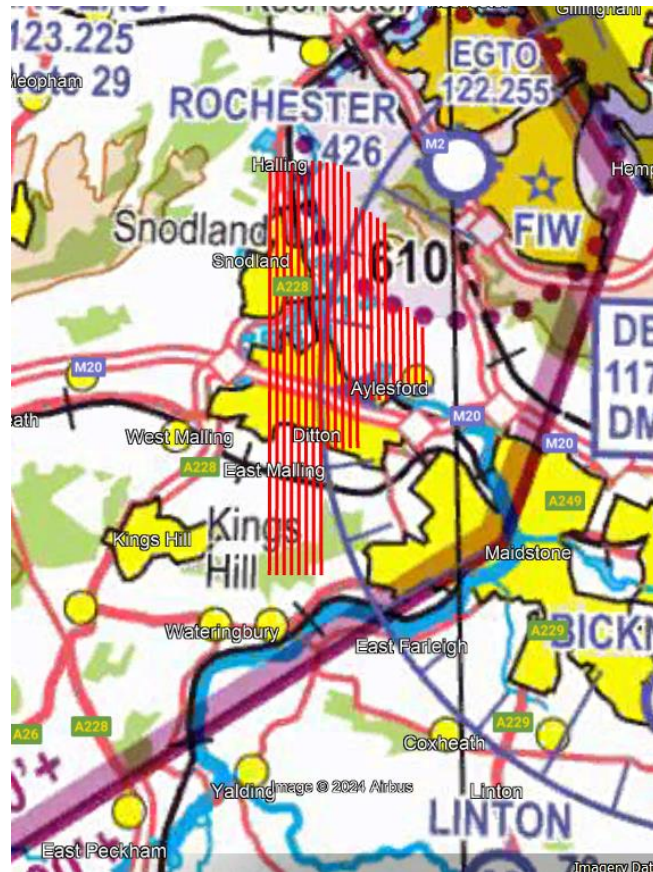 Rochester
Gillingham
123.225
29
Meopham
EGTO
122.255
ROCHESTER
426
M2
Halling
Snodland
FIW
Snodland
610
A228
M20
Aylesford
M20
M20
West Malling
Ditton
A228
East Malling
A249
Kings
Hill
Kings Hill
Maidstone
Wateringbury
A229
East Farleigh
A26
A228
A229
Coxheath
Yalding
Image © 2024 Airbus
Linton
LINTON
East Peckham